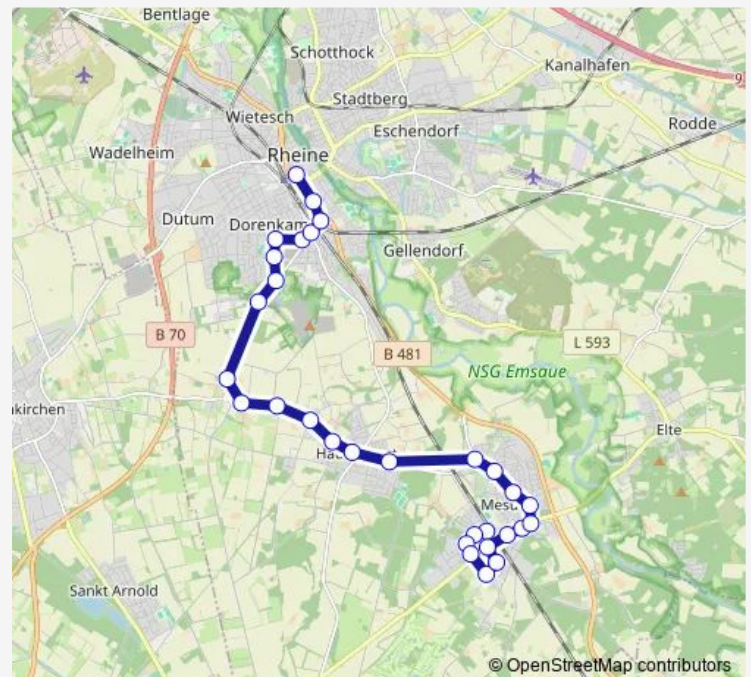 Bentlage
Schotthock
Kanalhafen
Stadtberg
Wietesch
Eschendorf
Rodde
Wadelheim
Rheine
Dutum
Gellendorf
B 70
B 481
L 593
NSG Emsaue
Elte
Sankt Arnold
© OpenStreetMap contributors